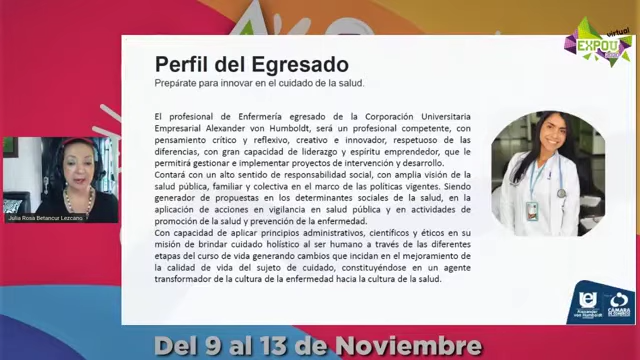 virtual
EXPOU
Perfil del Egresado
Prepárate para innovar en el cuidado de la salud.
El profesional de Enfermería egresado de la Corporación Universitaria
Empresarial Alexander von Humboldt, será un profesional competente, con
pensamiento crítico y reflexivo, creativo e innovador, respetuoso de las
diferencias, con gran capacidad de liderazgo y espíritu emprendedor, que le
permitirá gestionar e implementar proyectos de intervención y desarrollo.
Contará con un alto sentido de responsabilidad social, con amplia visión de la
salud pública, familiar y colectiva en el marco de las políticas vigentes. Siendo
generador de propuestas en los determinantes sociales de la salud, en la
aplicación de acciones en vigilancia en salud pública y en actividades de
promoción de la salud y prevención de la enfermedad.
Con capacidad de aplicar principios administrativos, científicos y éticos en su
misión de brindar cuidado holístico al ser humano a través de las diferentes
etapas del curso de vida generando cambios que incidan en el mejoramiento de
la calidad de vida del sujeto de cuidado, constituyéndose en un agente
transformador de la cultura de la enfermedad hacia la cultura de la salud.
Julia Rosa Betancur Lezcano
Alexander
von Humboldt
CÁMARA
DE COMERCIO
Del 9 al 13 de Noviembre